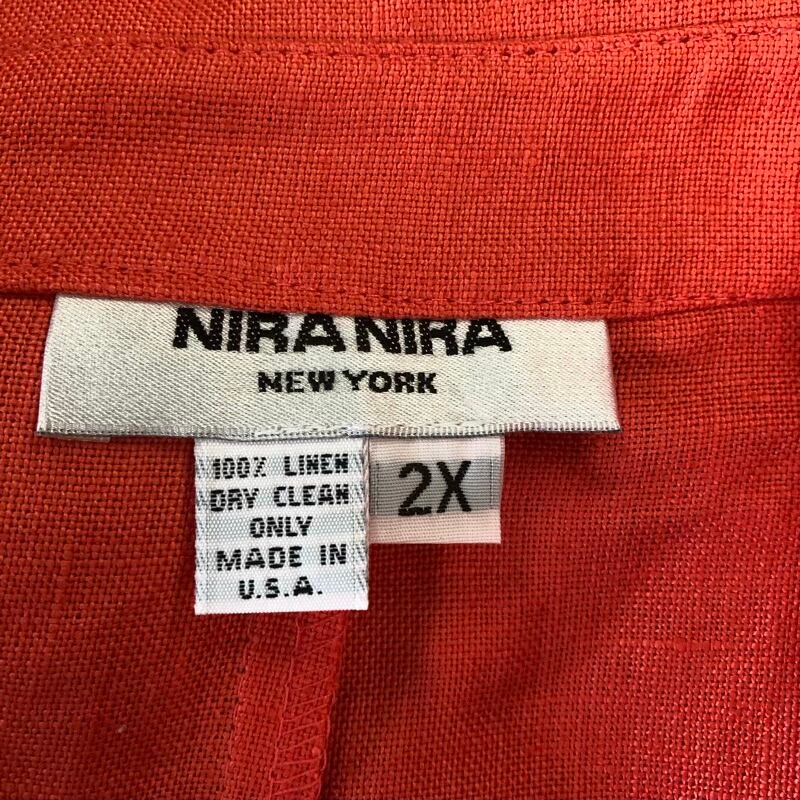 NIRA NIRA
NEW YORK
100% LINEN
DRY CLEAN
ONLY
MADE IN
U.S.A.
2X